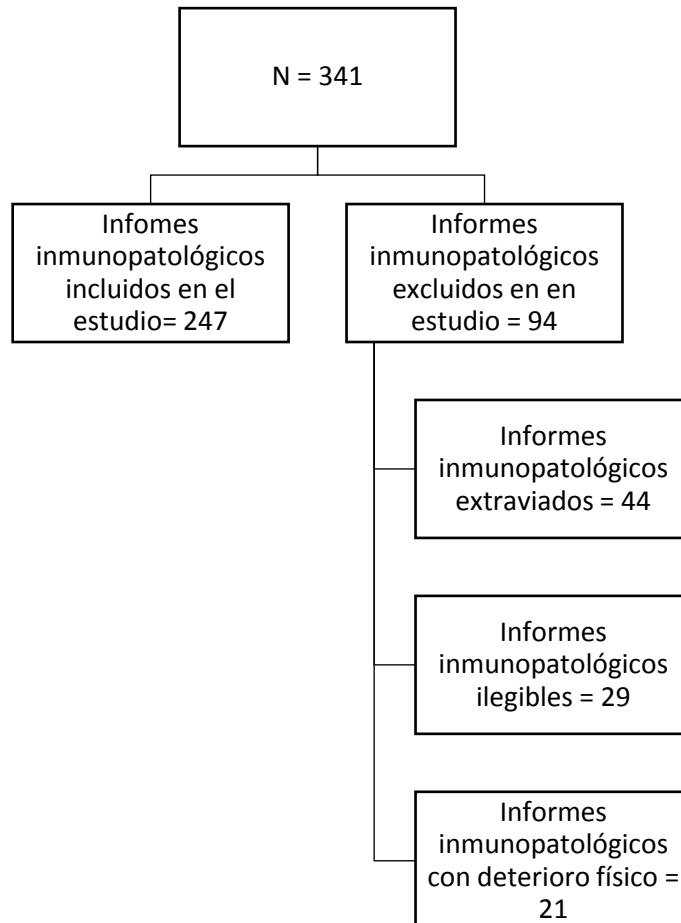 N = 341
Infomes
inmunopatológicos
incluidos en el
estudio= 247
Informes
inmunopatológicos
excluidos en en
estudio = 94
Informes
inmunopatológicos
extraviados = 44
Informes
inmunopatológicos
ilegibles = 29
Informes
inmunopatológicos
con deterioro físico =
21